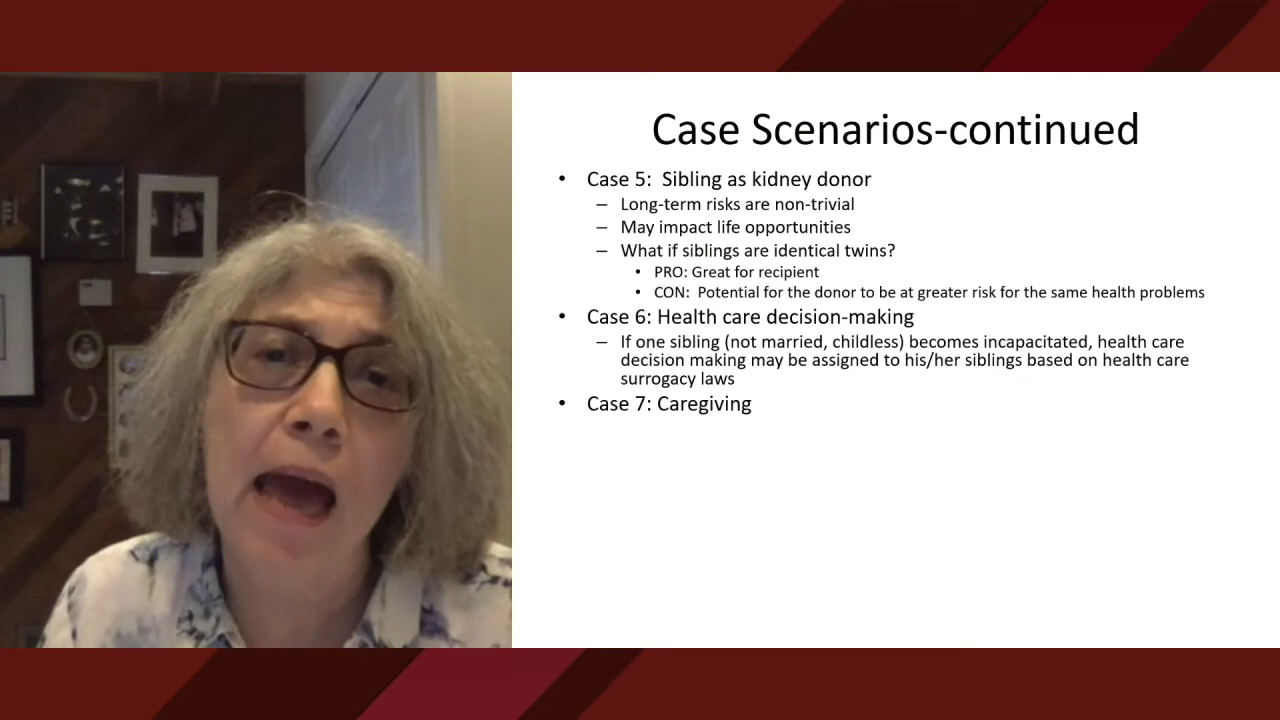 Case Scenarios-continued
• Case 5:  Sibling as kidney donor
– Long-term risks are non-trivial
– May impact life opportunities
– What if siblings are identical twins?
• PRO: Great for recipient
• CON:  Potential for the donor to be at greater risk for the same health problems
• Case 6: Health care decision-making
– If one sibling (not married, childless) becomes incapacitated, health care
decision making may be assigned to his/her siblings based on health care
surrogacy laws
• Case 7: Caregiving